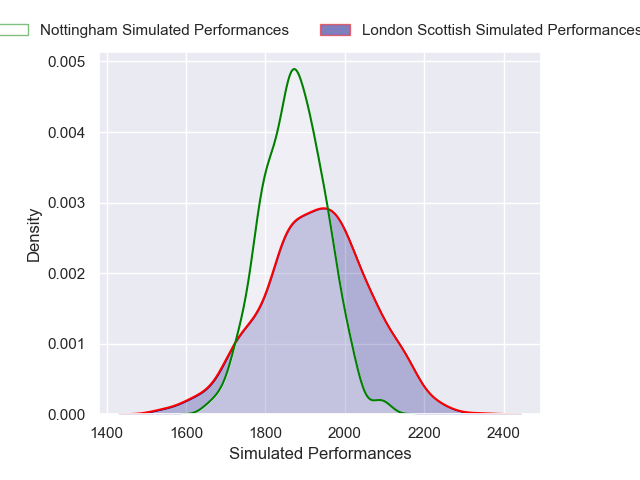 Nottingham Simulated Performances London Scottish Simulated Performances
0.005
0.004
0.003
0.002
0.001
0.000
Density
1400 1600 1800 2000 2200 2400
Simulated Performances